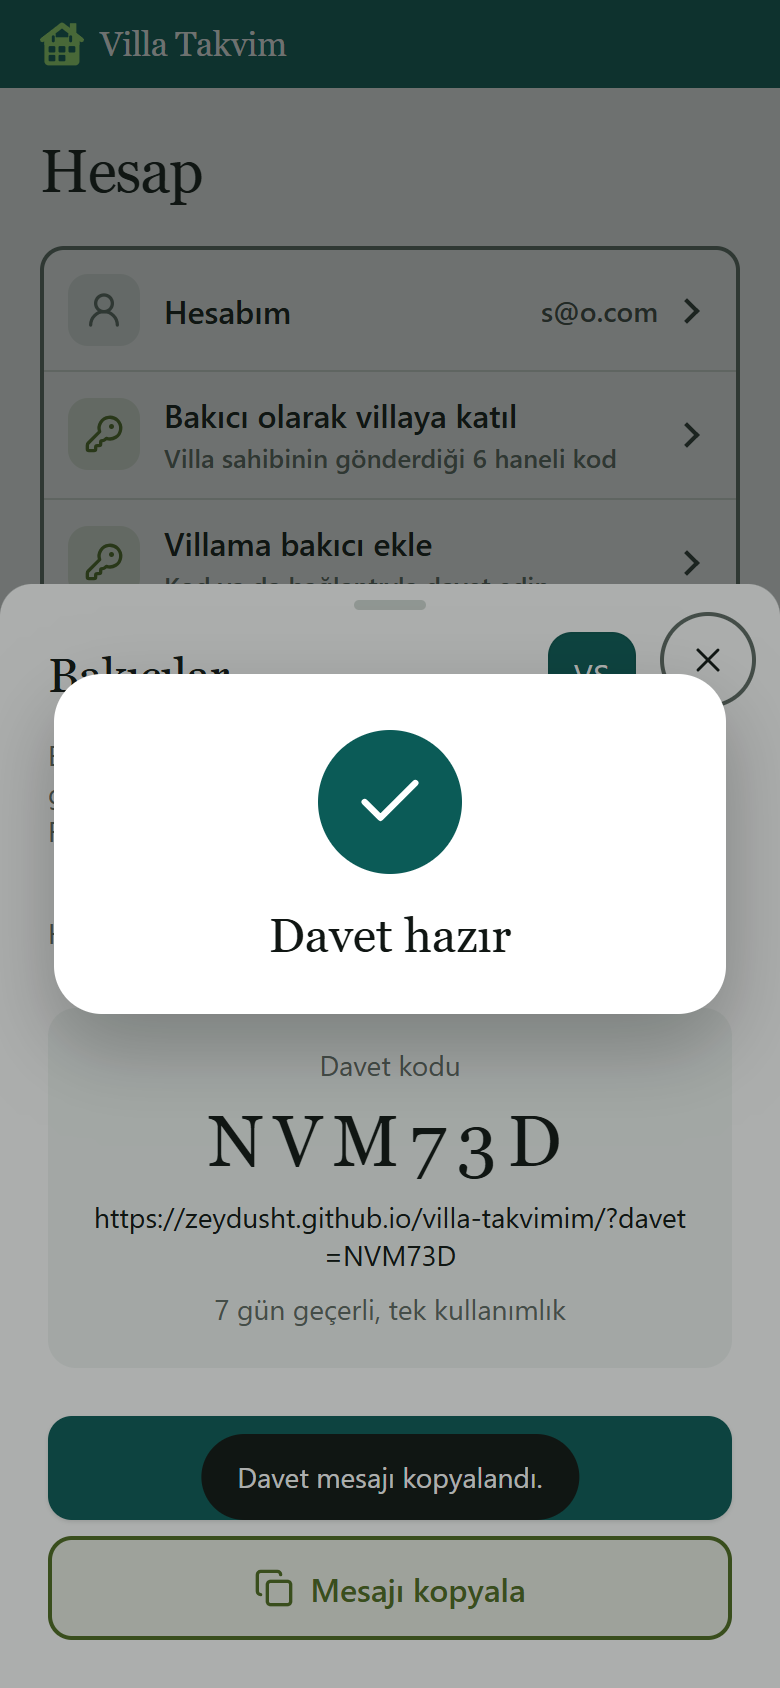 Villa Takvim
Hesap
Hesabım
s@o.com
Bakıcı olarak villaya katıl
Villa sahibinin gönderdiği 6 haneli kod
Villama bakıcı ekle
VS
Davet hazır
Davet kodu
NVM73D
https://zeydusht.github.io/villa-takvimim/?davet
=NVM73D
7 gün geçerli, tek kullanımlık
Davet mesajı kopyalandı.
Mesajı kopyala